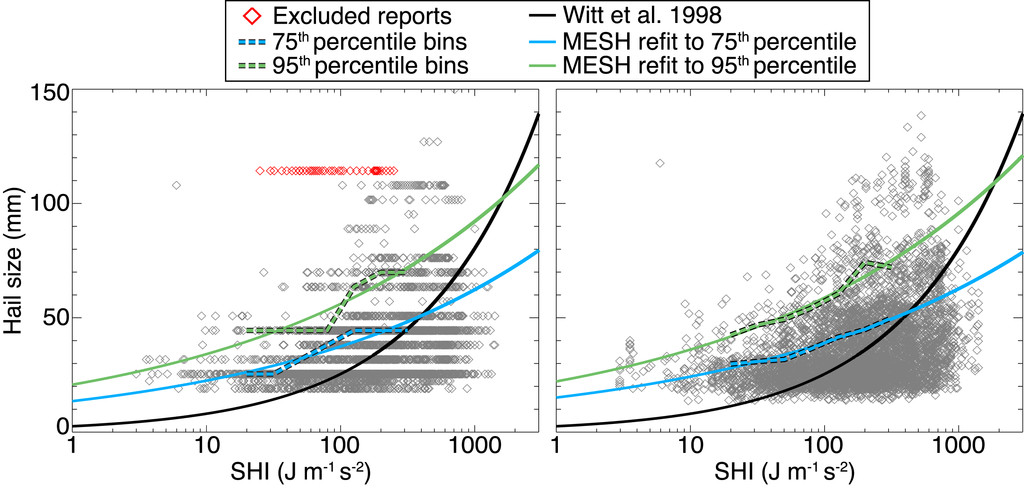 Excluded reports
Witt et al. 1998
75th percentile bins
MESH refit to 75th percentile
95th percentile bins
MESH refit to 95th percentile
Hail size (mm)
150
100
50
0
1 10 100 1000
1 10 100 1000
SHI (J m-1 s-2)
SHI (J m-1 s-2)